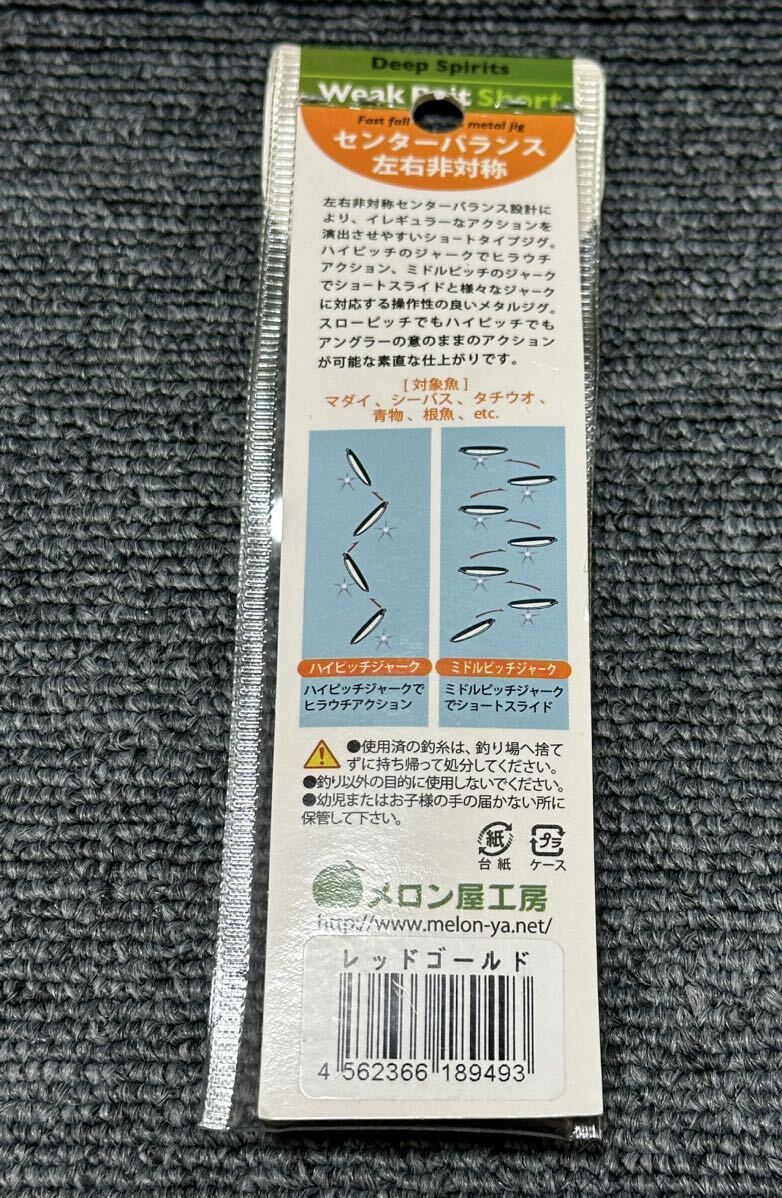 Deep Spirits
Weak Bait Short
Fast fall metal jig
センターバランス
左右非対称
左右非対称センターバランス設計に
より、イレギュラーなアクションを
演出させやすいショートタイプジグ。
ハイピッチのジャークでヒラウチ
アクション、ミドルピッチのジャーク
でショートスライドと様々なジャーク
に対応する操作性の良いメタルジグ。
スローピッチでもハイピッチでも
アングラーの意のままのアクション
が可能な素直な仕上がりです。
[対象魚]
マダイ、シーバス、タチウオ、
青物、根魚、etc.
ハイピッチジャーク
ハイピッチジャークで
ヒラウチアクション
ミドルピッチジャーク
ミドルピッチジャーク
でショートスライド
●使用済の釣糸は、釣り場へ捨て
ずに持ち帰って処分してください。
●釣り以外の目的に使用しないでください。
●幼児またはお子様の手の届かない所に
保管して下さい。
紙 プラ
台紙 ケース
メロン屋工房
http://www.melon-ya.net/
レッドゴールド
4 562366 189493